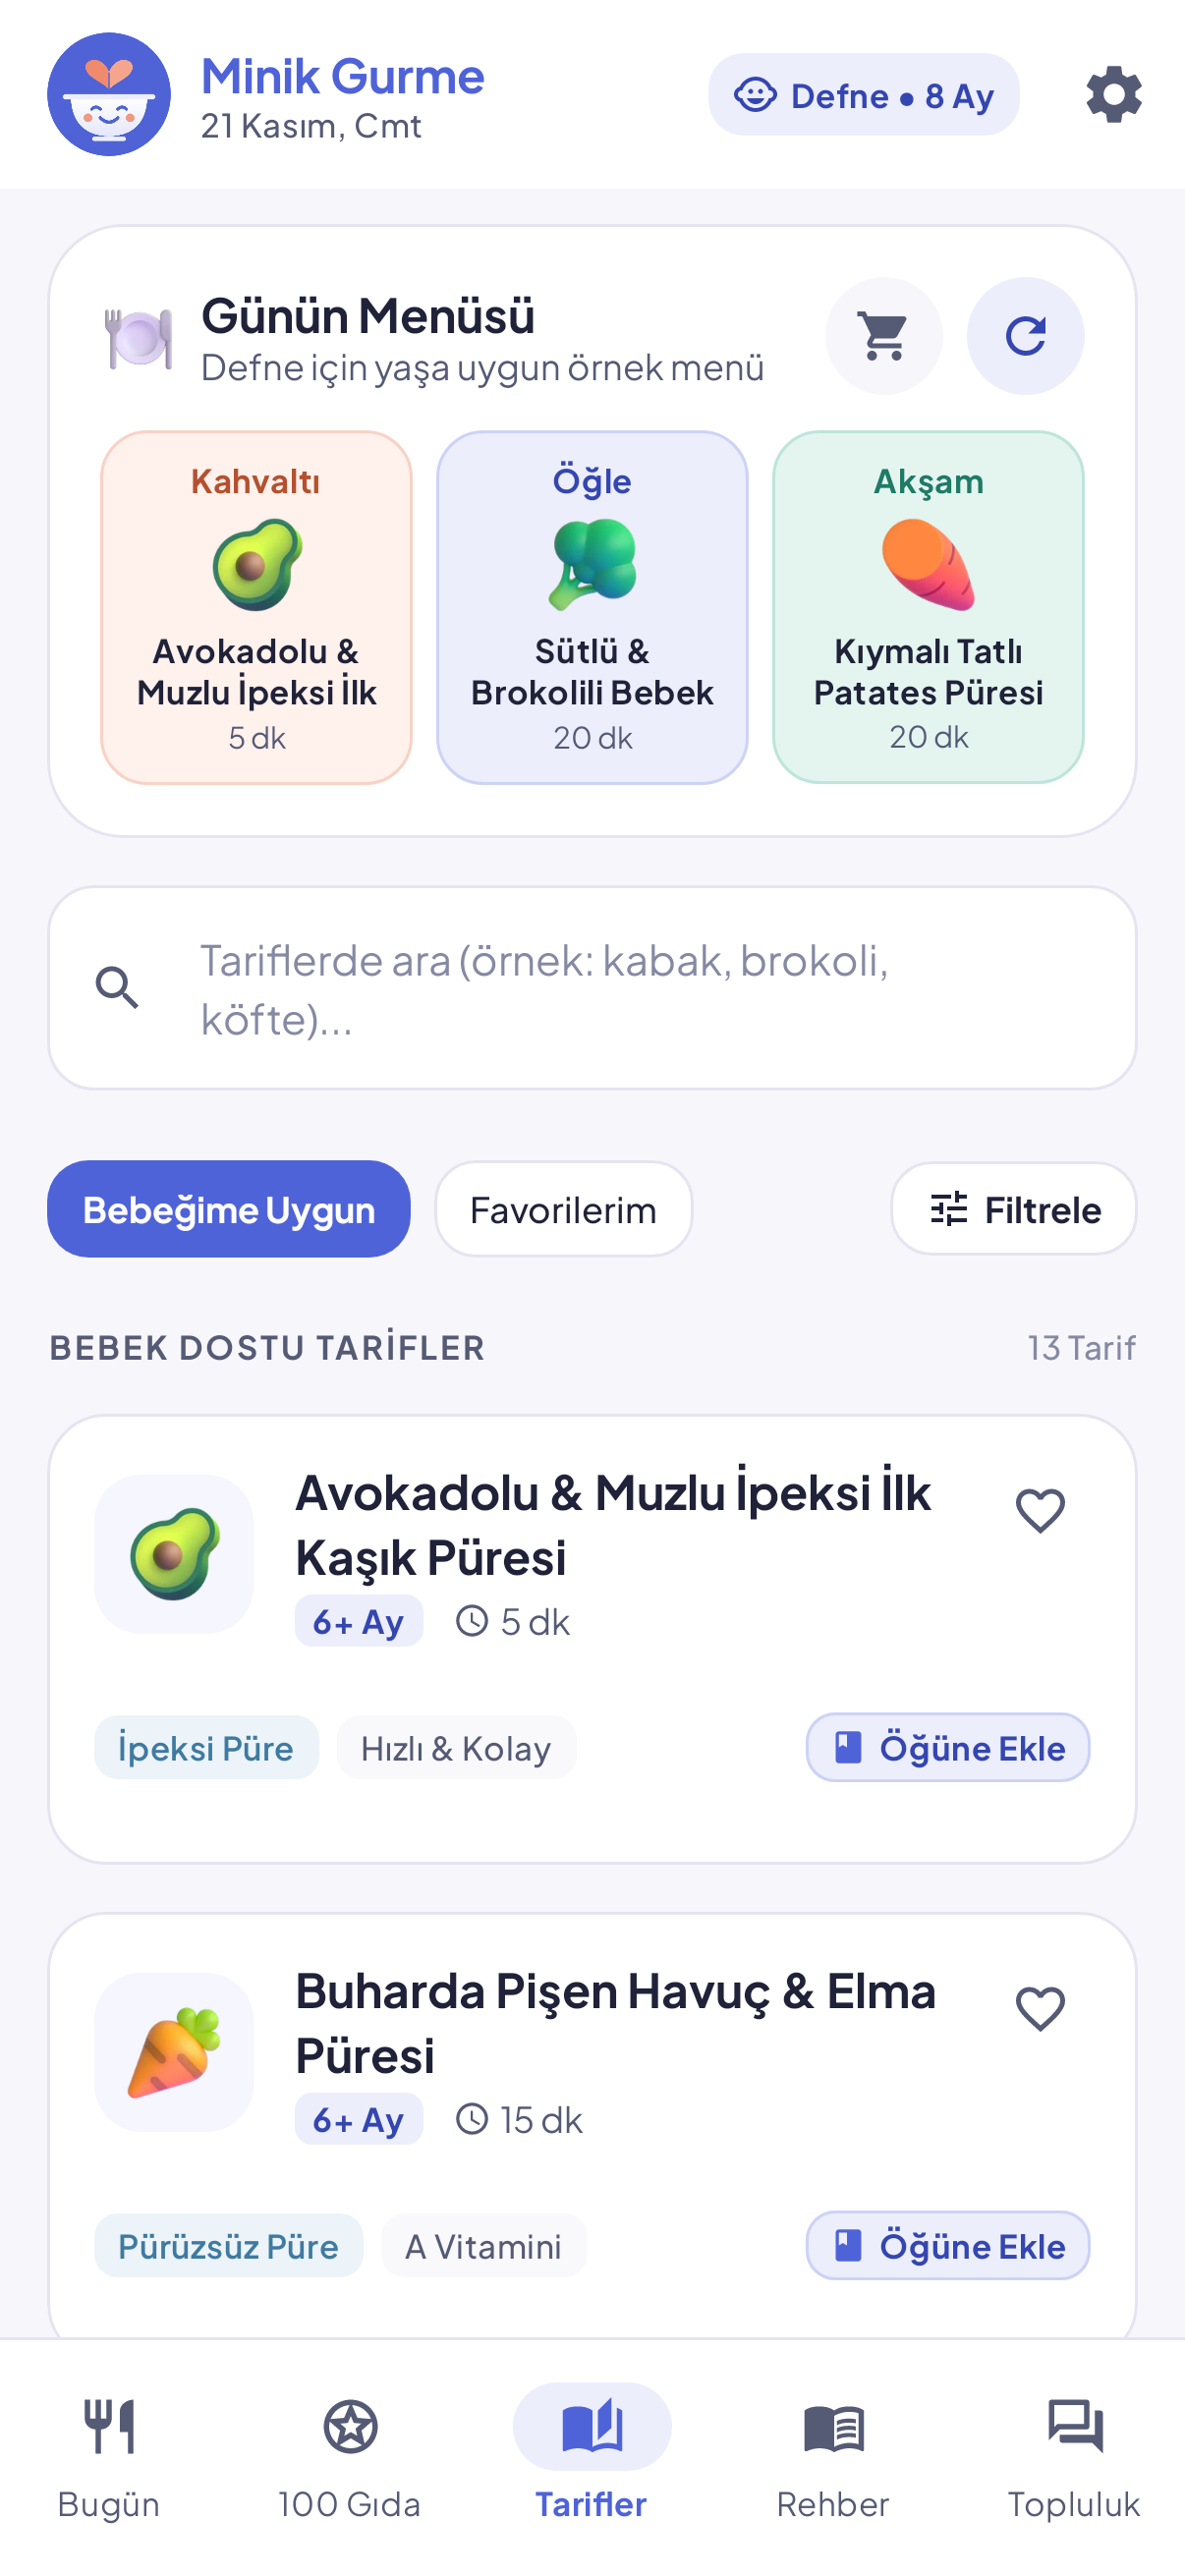 Minik Gurme
21 Kasım, Cmt
Defne • 8 Ay
Günün Menüsü
Defne için yaşa uygun örnek menü
Kahvaltı
Avokadolu &
Muzlu İpeksi İlk
5 dk
Öğle
Sütlü &
Brokolili Bebek
20 dk
Akşam
Kıymalı Tatlı
Patates Püresi
20 dk
Tariflerde ara (örnek: kabak, brokoli,
köfte)...
Bebeğime Uygun
Favorilerim
Filtrele
BEBEK DOSTU TARİFLER
13 Tarif
Avokadolu & Muzlu İpeksi İlk
Kaşık Püresi
6+ Ay
5 dk
İpeksi Püre
Hızlı & Kolay
Öğüne Ekle
Buharda Pişen Havuç & Elma
Püresi
6+ Ay
15 dk
Pürüzsüz Püre
A Vitamini
Öğüne Ekle
Bugün
100 Gıda
Tarifler
Rehber
Topluluk